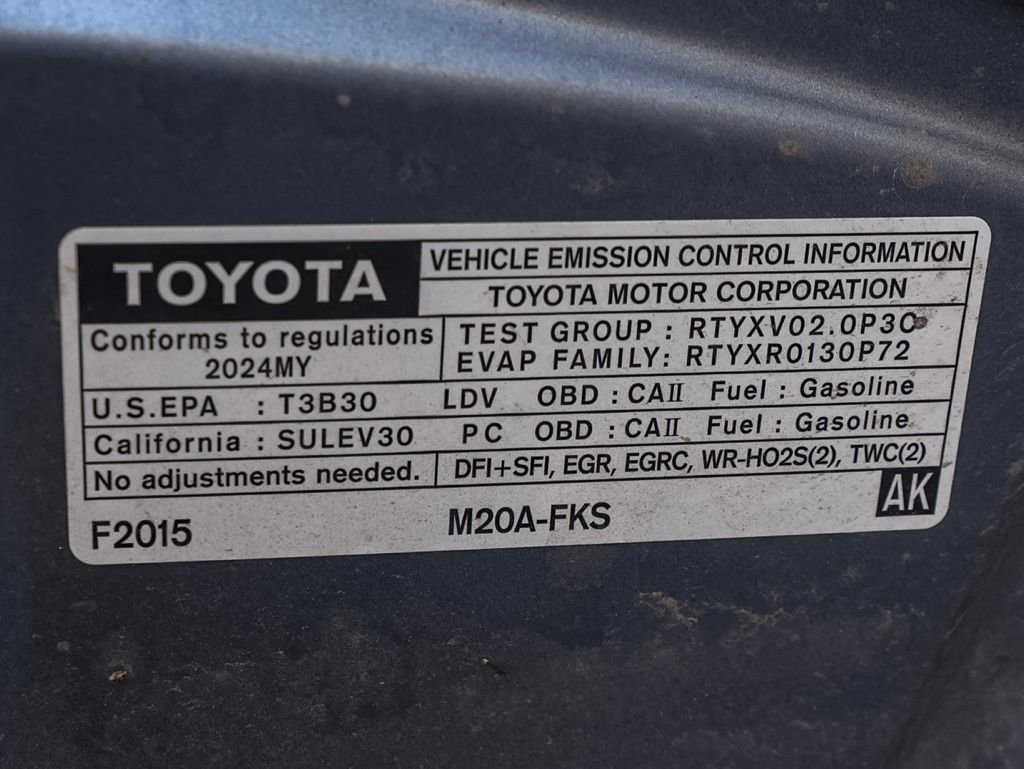 TOYOTA
VEHICLE EMISSION CONTROL INFORMATION
TOYOTA MOTOR CORPORATION
Conforms to regulations
2024MY
TEST GROUP : RTYXV02.0P3C
EVAP FAMILY: RTYXR0130P72
U.S.EPA : T3B30 LDV OBD : CAII Fuel : Gasoline
California : SULEV30 PC OBD : CAII Fuel : Gasoline
No adjustments needed.
DFI+SFI, EGR, EGRC, WR-HO2S(2), TWC(2)
F2015
M20A-FKS
AK